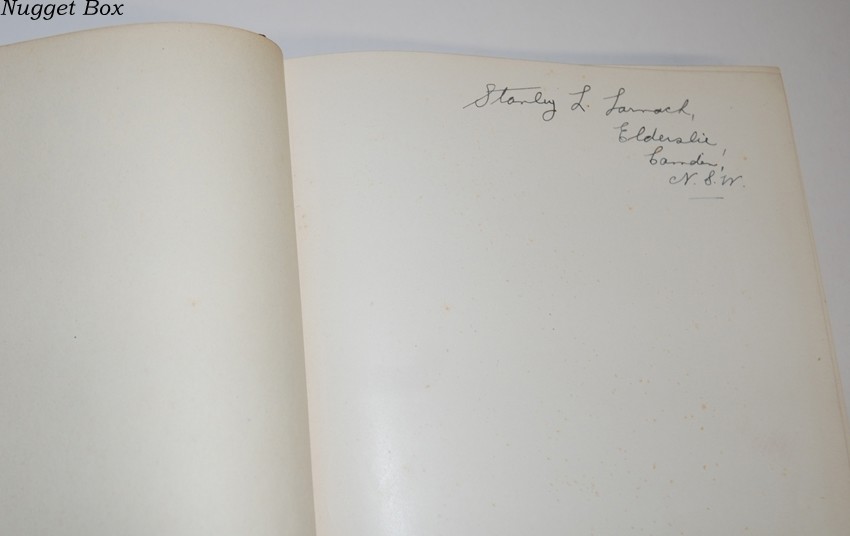 Nugget Box
Stanley L. Larnach,
Elderslie,
Camden,
N.S.W.